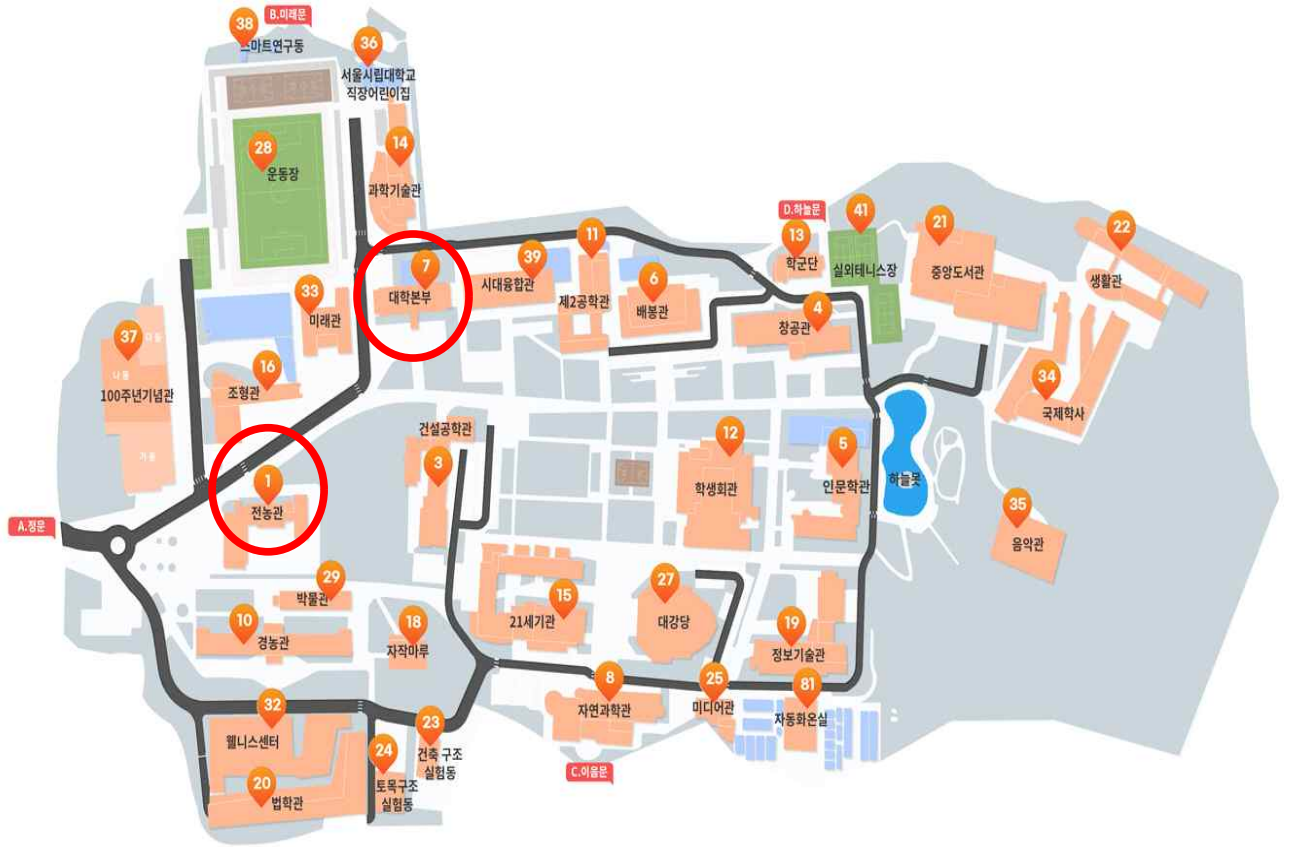 38
B.미래문
스마트연구동
36
서울시립대학교
직장어린이집
28
운동장
14
과학기술관
D.하늘문
41
실외테니스장
13
학군단
21
중앙도서관
22
생활관
11
제2공학관
7
대학본부
39
시대융합관
6
배봉관
4
창공관
33
미래관
37
나동
100주년기념관
가동
16
조형관
34
국제학사
건설공학관
3
12
학생회관
5
인문학관
하늘못
1
전농관
A.정문
35
음악관
29
박물관
10
경농관
18
자작마루
15
21세기관
27
대강당
19
정보기술관
8
자연과학관
25
미디어관
81
자동화온실
32
웰니스센터
23
건축 구조
실험동
24
토목구조
실험동
20
법학관
C.이음문